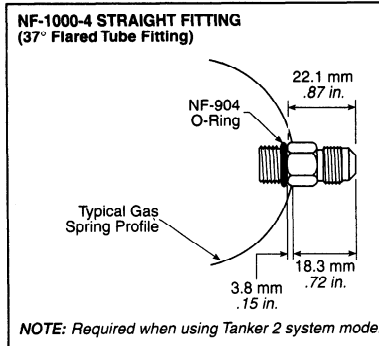 NF-1000-4 STRAIGHT FITTING
(37° Flared Tube Fitting)
22.1 mm
.87 in.
NF-904
O-Ring
Typical Gas
Spring Profile
3.8 mm
.15 in.
18.3 mm
.72 in.
NOTE: Required when using Tanker 2 system